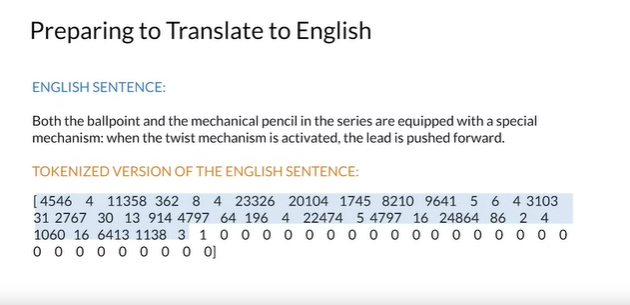 Preparing to Translate to English
ENGLISH SENTENCE:
Both the ballpoint and the mechanical pencil in the series are equipped with a special
mechanism: when the twist mechanism is activated, the lead is pushed forward.
TOKENIZED VERSION OF THE ENGLISH SENTENCE:
[ 4546 4 11358 362 8 4 23326 20104 1745 8210 9641 5 6 4 3103
31 2767 30 13 914 4797 64 196 4 22474 5 4797 16 24864 86 2 4
1060 16 6413 1138 3 1 0 0 0 0 0 0 0 0 0 0 0 0 0 0 0 0 0
0 0 0 0 0 0 0 0 0]